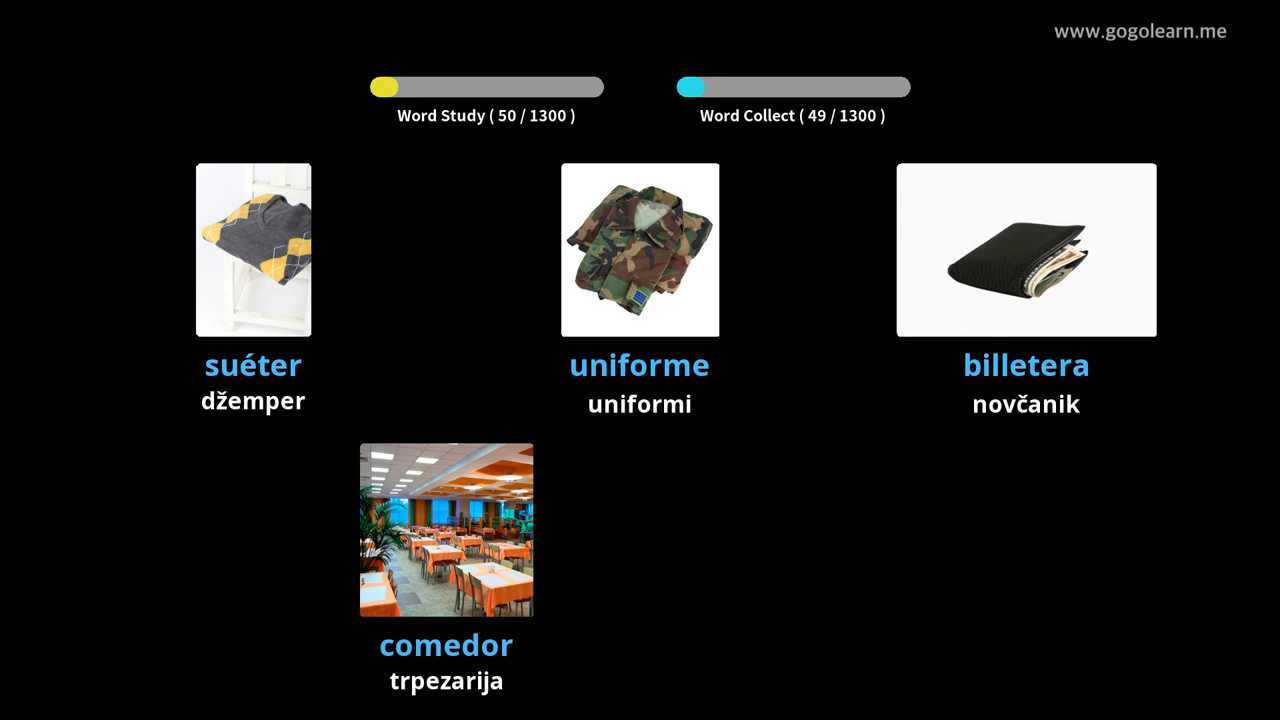 www.gogolearn.me
Word Study ( 50 / 1300 )
Word Collect ( 49 / 1300 )
suéter
džemper
uniforme
uniformi
billetera
novčanik
comedor
trpezarija